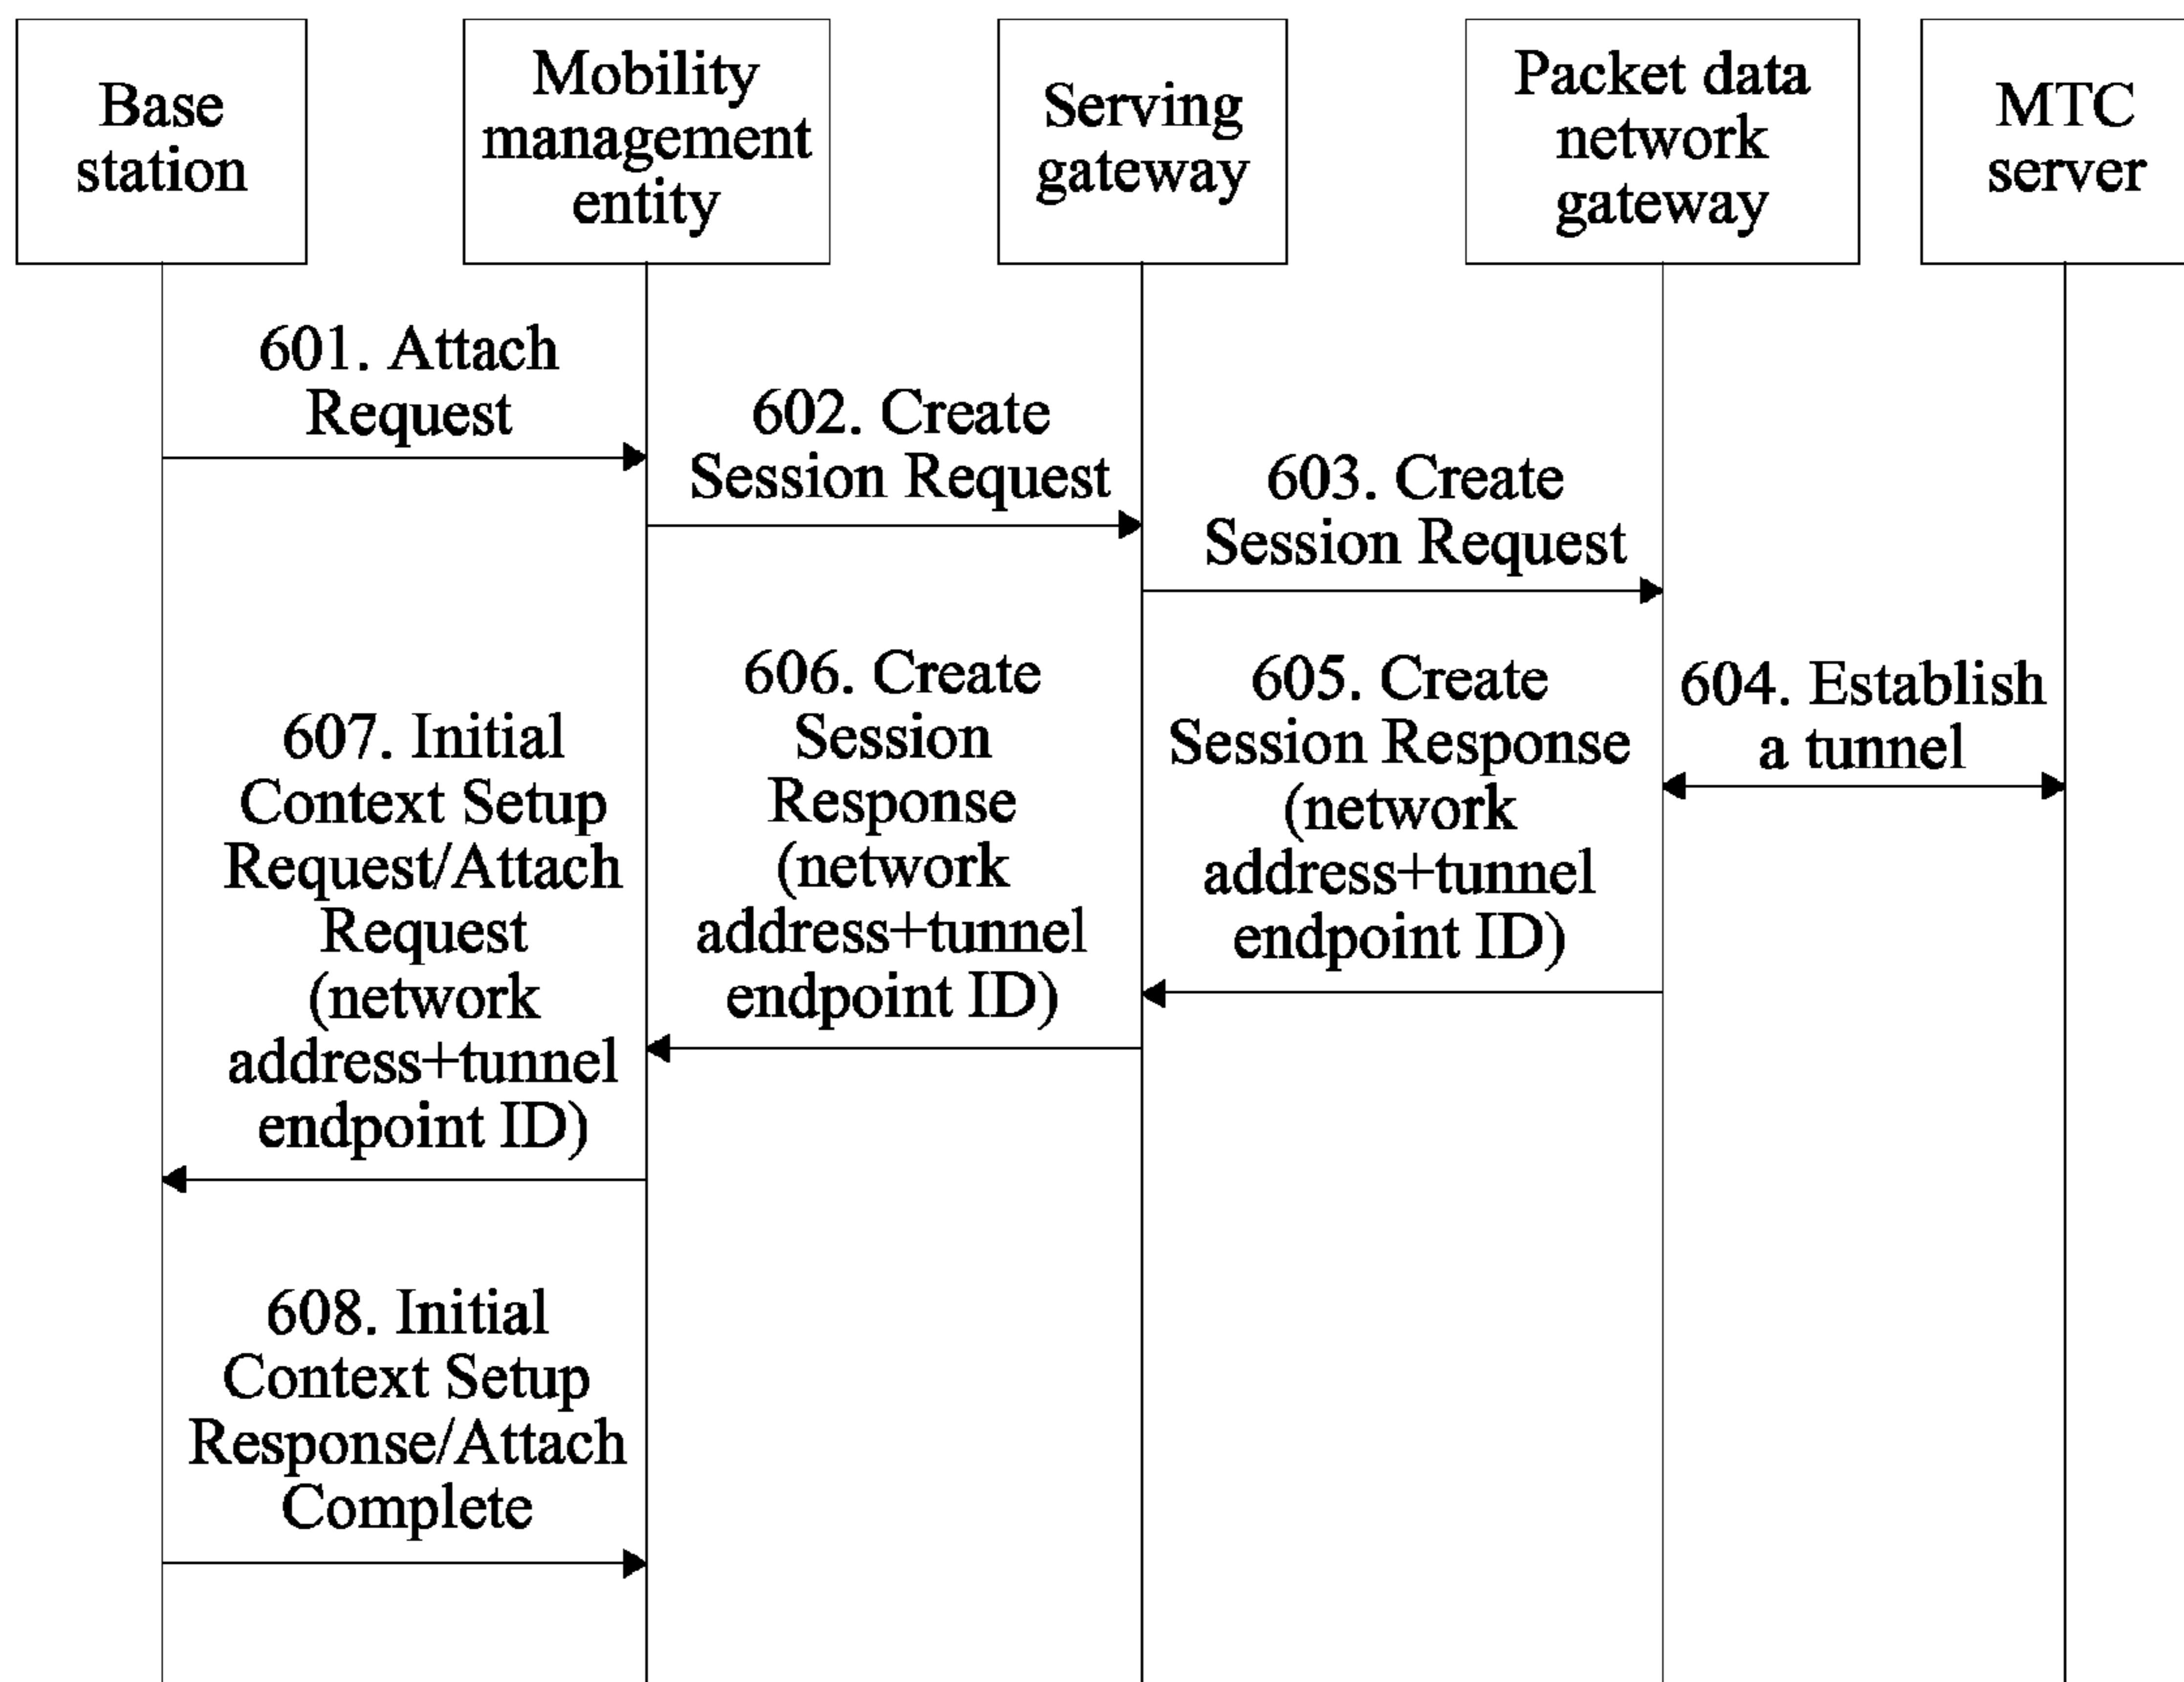 Base
station
Mobility
management
entity
Serving
gateway
Packet data
network
gateway
MTC
server
601. Attach
Request
602. Create
Session Request
603. Create
Session Request
604. Establish
a tunnel
605. Create
Session Response
(network
address+tunnel
endpoint ID)
606. Create
Session
Response
(network
address+tunnel
endpoint ID)
607. Initial
Context Setup
Request/Attach
Request
(network
address+tunnel
endpoint ID)
608. Initial
Context Setup
Response/Attach
Complete